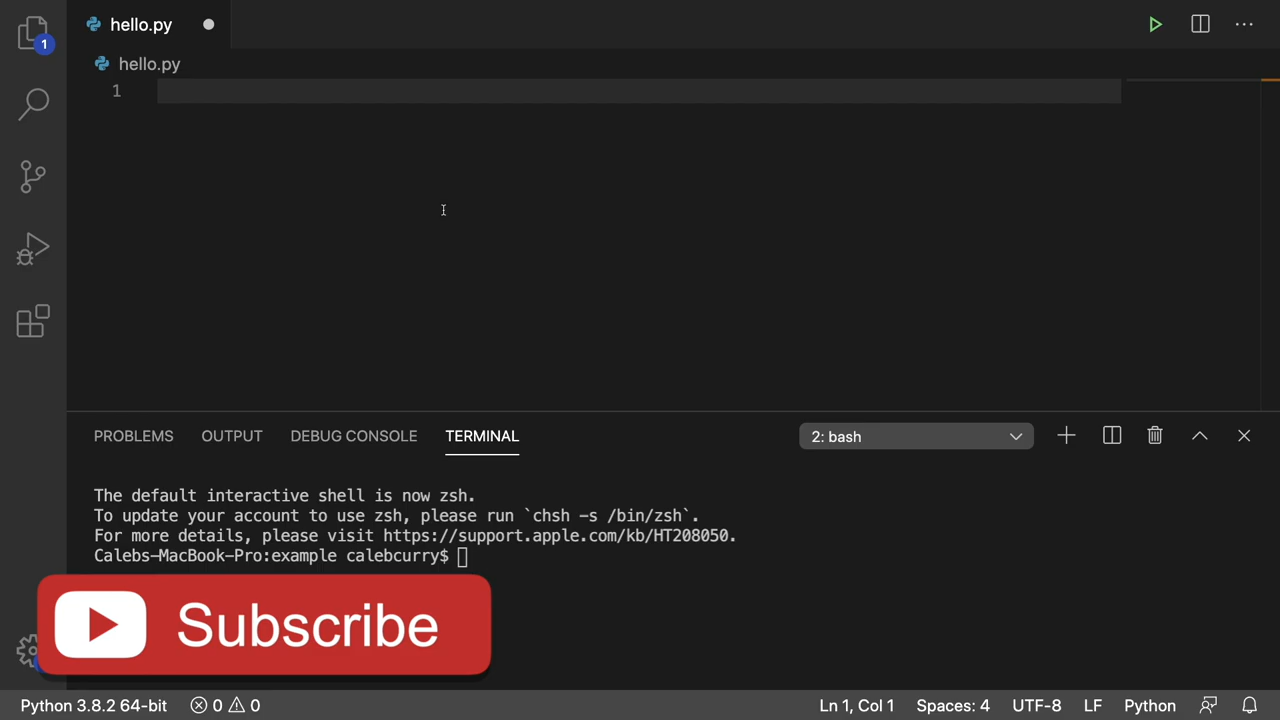 hello.py
hello.py
1
1
PROBLEMS OUTPUT DEBUG CONSOLE TERMINAL 2: bash
The default interactive shell is now zsh.
To update your account to use zsh, please run `chsh -s /bin/zsh`.
For more details, please visit https://support.apple.com/kb/HT208050.
Calebs-MacBook-Pro:example calebcurry$
Subscribe
Python 3.8.2 64-bit 0 0 Ln 1, Col 1 Spaces: 4 UTF-8 LF Python